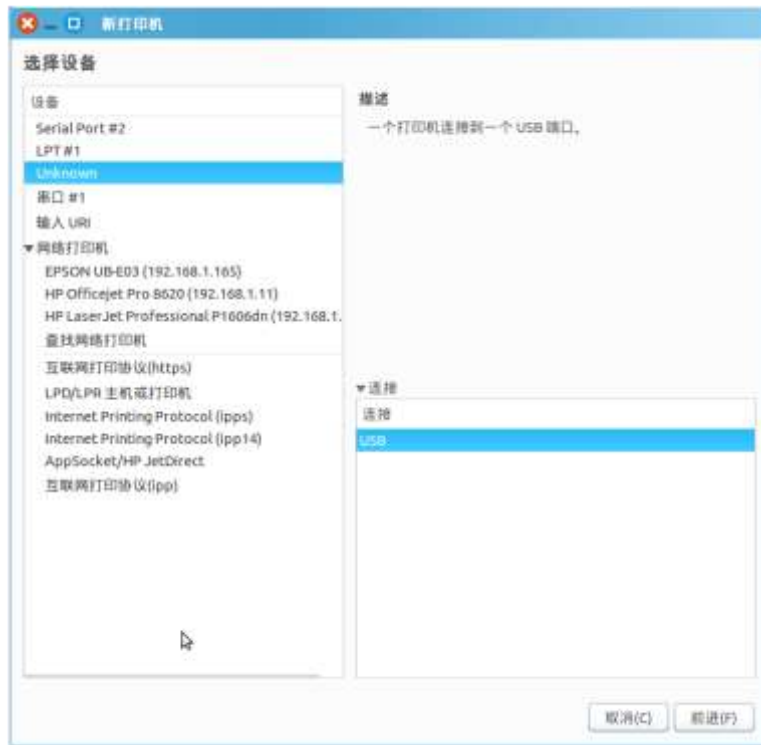 新打印机
选择设备
设备
Serial Port #2
LPT #1
Unknown
串口 #1
输入 URI
网络打印机
EPSON UB-E03 (192.168.1.165)
HP Officejet Pro 8620 (192.168.1.11)
HP LaserJet Professional P1606dn (192.168.1.
查找网络打印机
互联网打印协议(https)
LPD/LPR 主机或打印机
Internet Printing Protocol (ipps)
Internet Printing Protocol (ipp14)
AppSocket/HP JetDirect
互联网打印协议(ipp)
描述
一个打印机连接到一个 USB 端口。
连接
连接
USB
取消(C)
前进(F)